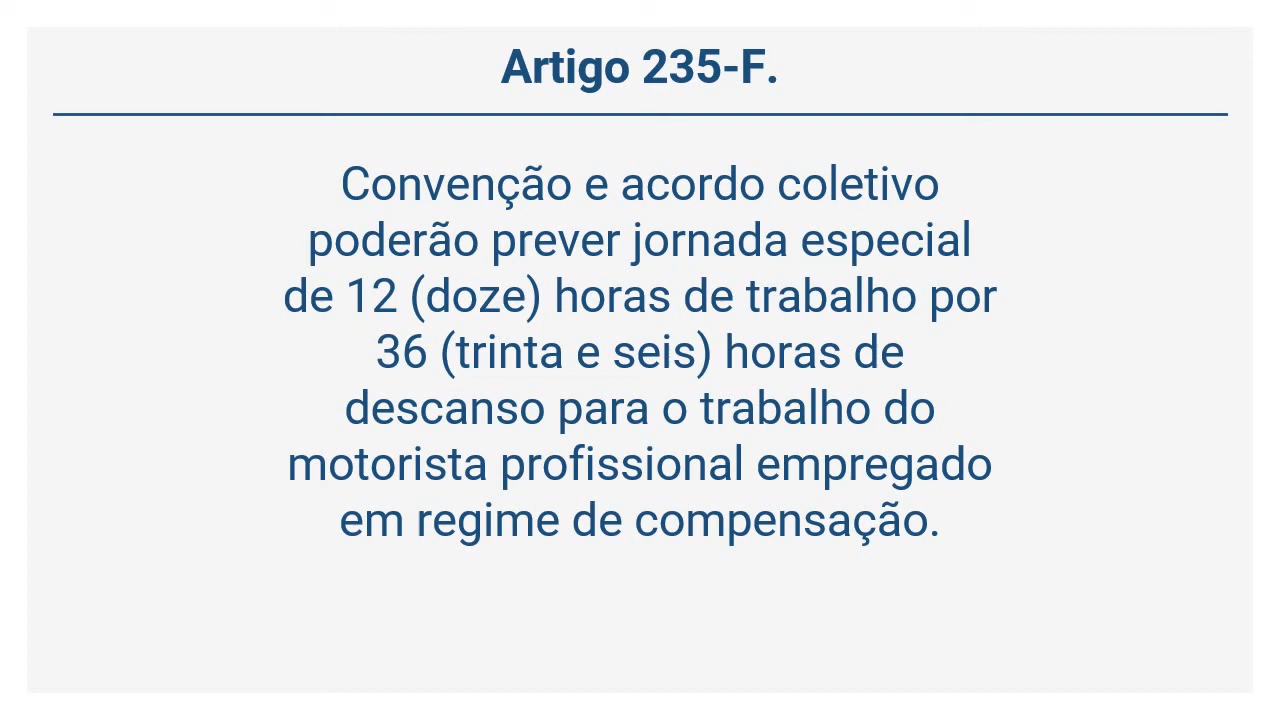 Artigo 235-F.
Convenção e acordo coletivo
poderão prever jornada especial
de 12 (doze) horas de trabalho por
36 (trinta e seis) horas de
descanso para o trabalho do
motorista profissional empregado
em regime de compensação.